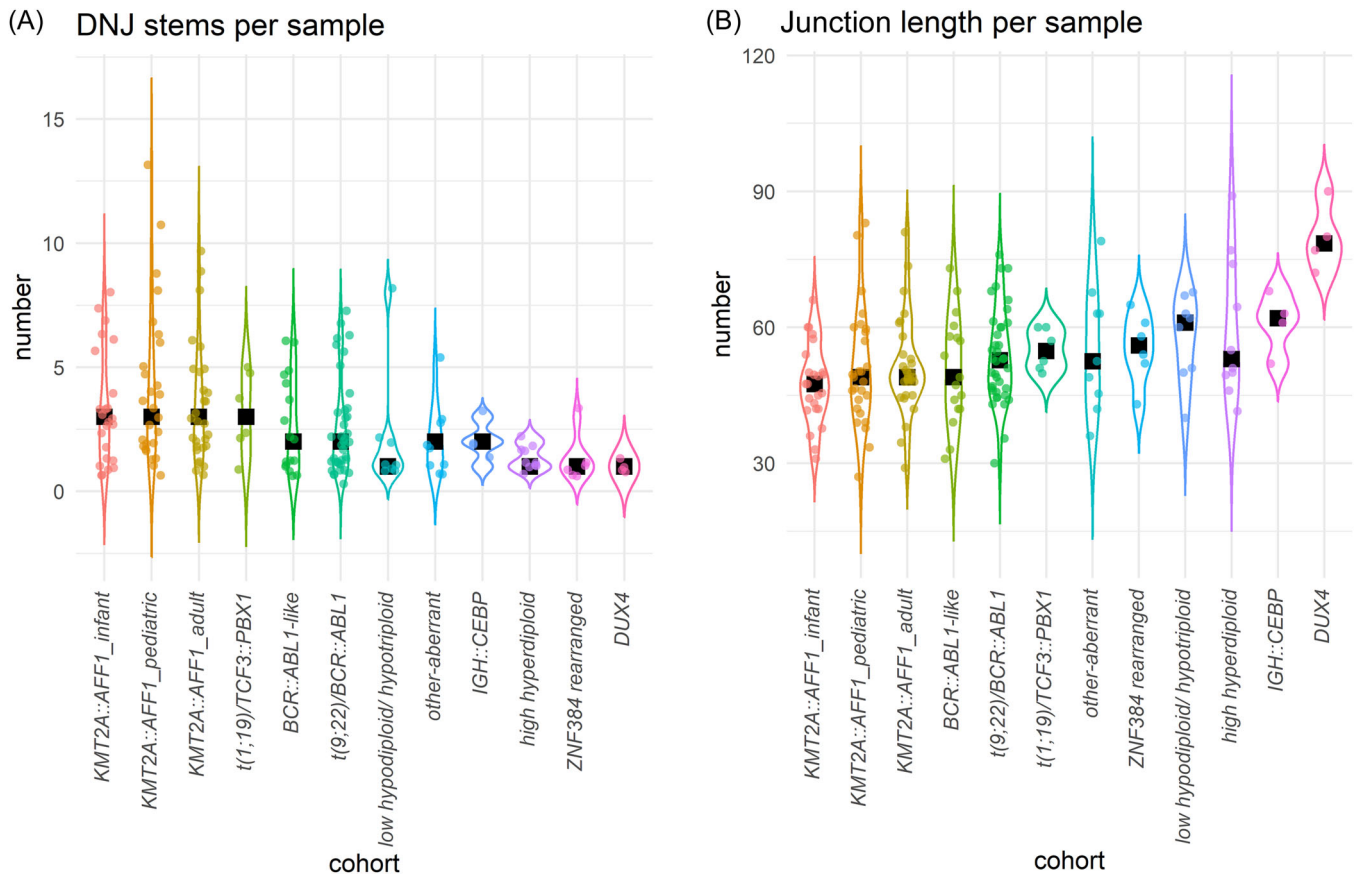 (A) DNJ stems per sample
number
15
10
5
0
KMT2A::AFF1_infant
KMT2A::AFF1_pediatric
KMT2A::AFF1_adult
t(1;19)/TCF3::PBX1
BCR::ABL1-like
t(9;22)/BCR::ABL1
low hypodiploid/ hypotriploid
other-aberrant
IGH::CEBP
high hyperdiploid
ZNF384 rearranged
DUX4
cohort
(B) Junction length per sample
number
120
90
60
30
KMT2A::AFF1_infant
KMT2A::AFF1_pediatric
KMT2A::AFF1_adult
BCR::ABL1-like
t(9;22)/BCR::ABL1
t(1;19)/TCF3::PBX1
other-aberrant
ZNF384 rearranged
low hypodiploid/ hypotriploid
high hyperdiploid
IGH::CEBP
DUX4
cohort